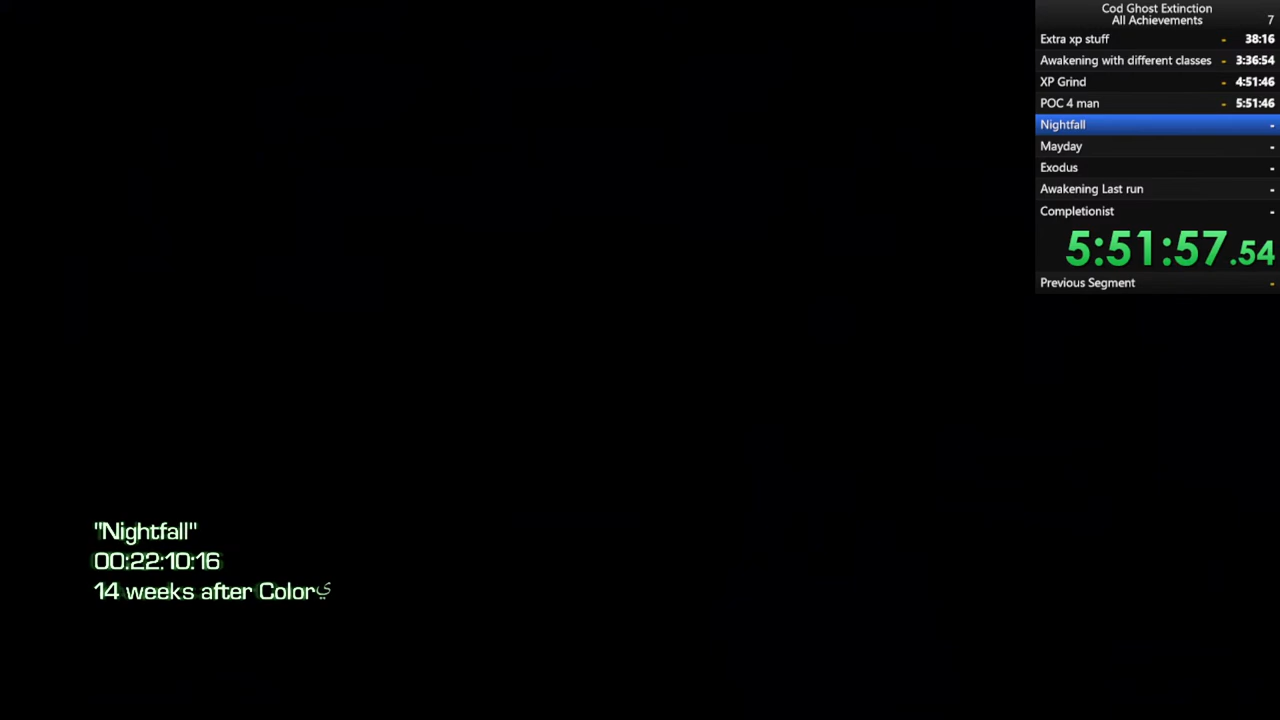 Cod Ghost Extinction
All Achievements 7
Extra xp stuff - 38:16
Awakening with different classes - 3:36:54
XP Grind - 4:51:46
POC 4 man - 5:51:46
Nightfall -
Mayday -
Exodus -
Awakening Last run -
Completionist -
5:51:57.54
Previous Segment -
"Nightfall"
00:22:10:16
14 weeks after Colorي